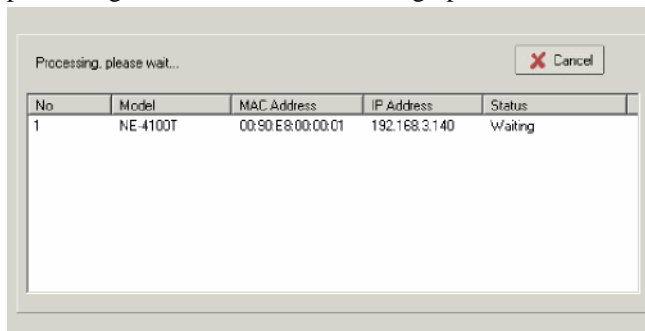 Processing, please wait...
Cancel
No Model MAC Address IP Address Status
1 NE-4100T 00:90:E8:00:00:01 192.168.3.140 Waiting